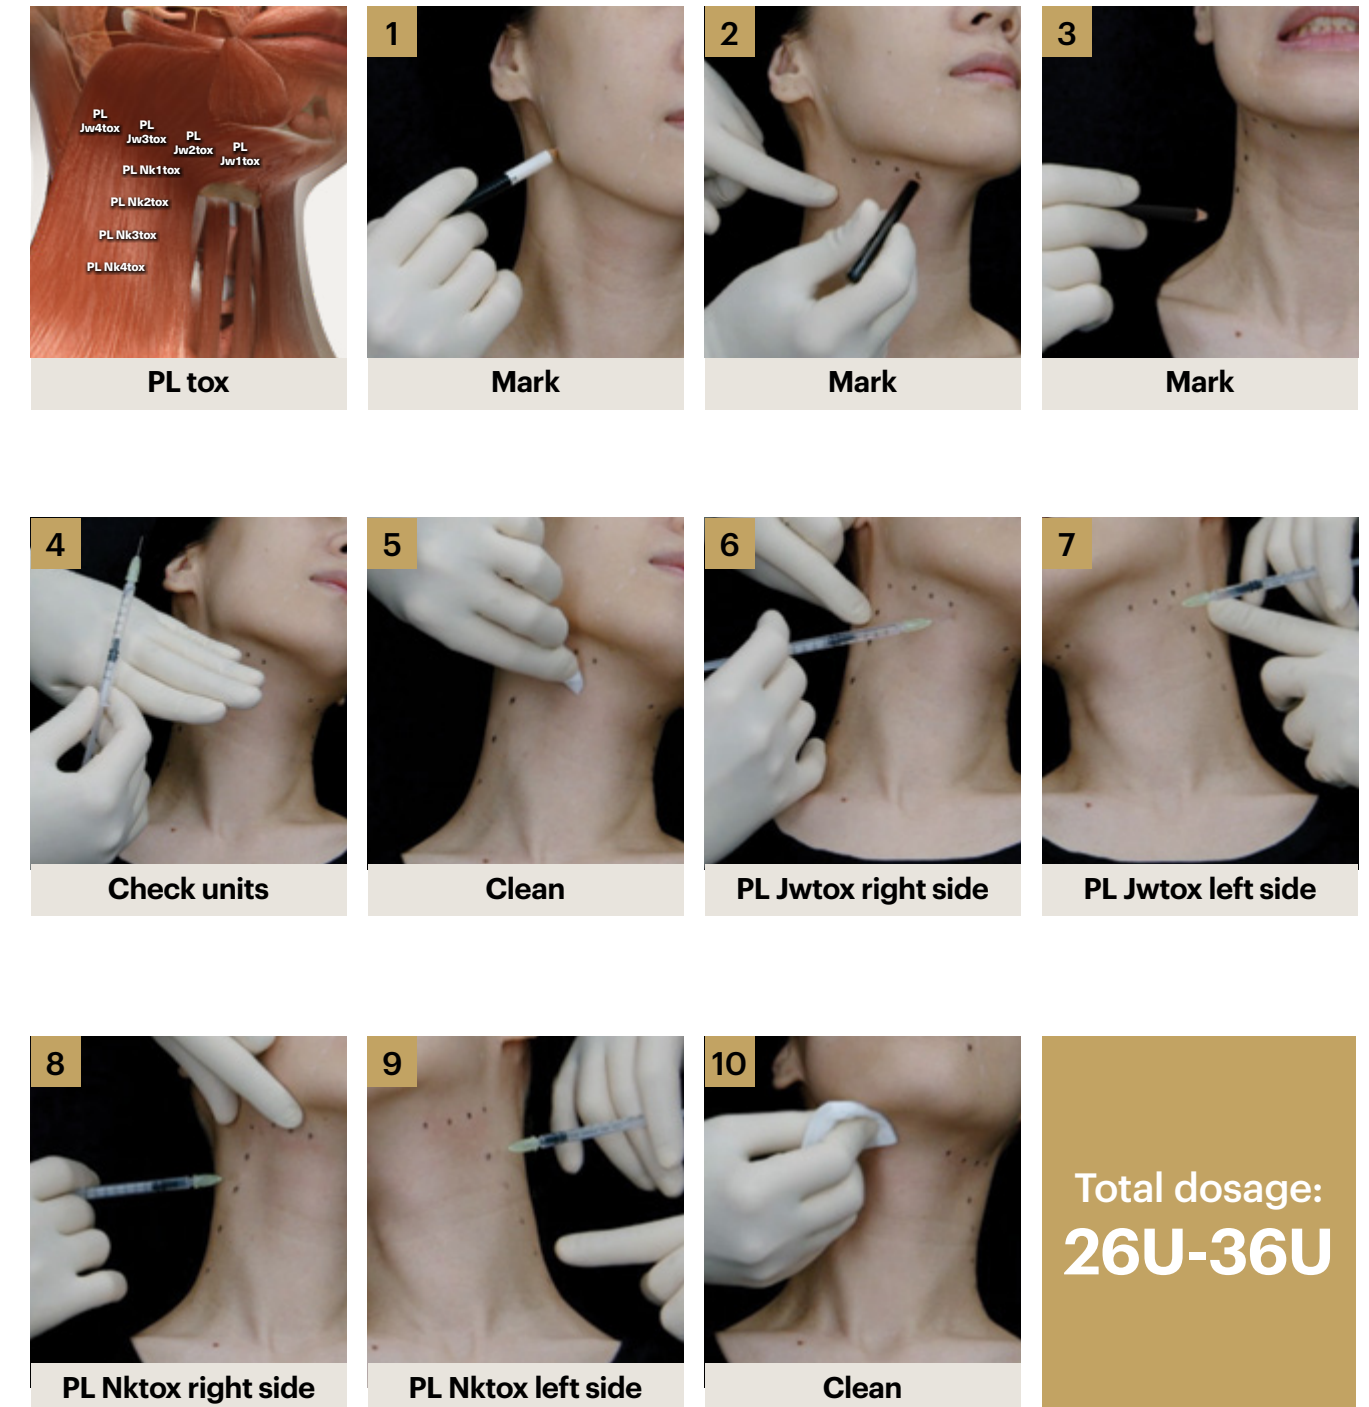 PL
Jw4tox
PL
Jw3tox
PL
Jw2tox
PL
Jw1tox
PL Nk1tox
PL Nk2tox
PL Nk3tox
PL Nk4tox
PL tox
1
Mark
2
Mark
3
Mark
4
Check units
5
Clean
6
PL Jwtox right side
7
PL Jwtox left side
8
PL Nktox right side
9
PL Nktox left side
10
Clean
Total dosage:
26U-36U